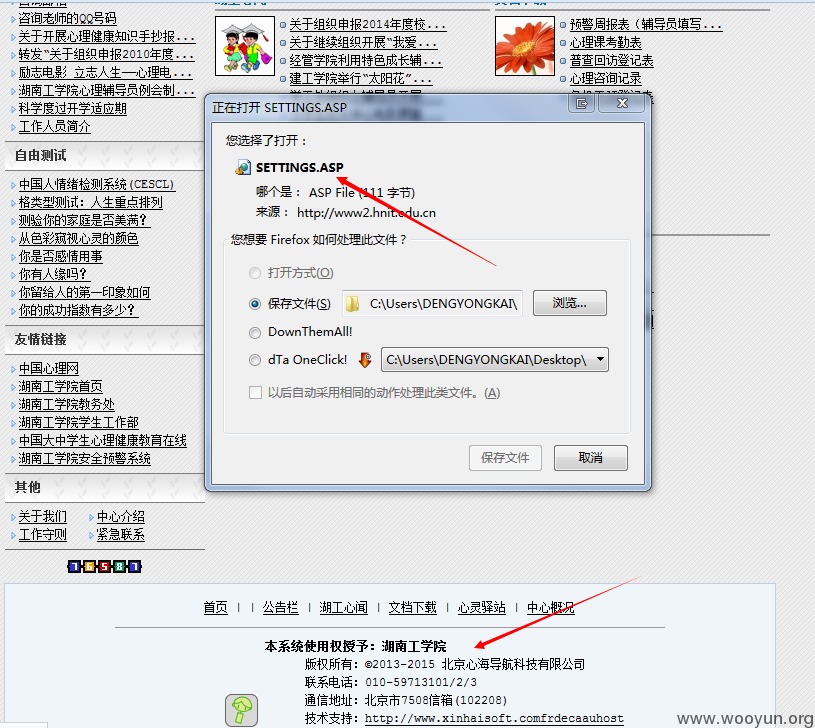 咨询老师的QQ号码
关于开展心理健康知识手抄报...
转发“关于组织申报2010年度...
励志电影 立志人生──心理电...
湖南工学院心理辅导员例会制...
科学度过开学适应期
工作人员简介
关于组织申报2014年度校...
关于继续组织开展“我爱...
经管学院利用特色成长辅...
建工学院举行“太阳花”...
预警周报表（辅导员填写...
心理课考勤表
普查回访登记表
心理咨询记录
自由测试
中国人情绪检测系统(CESCL)
格类型测试：人生重点排列
测验你的家庭是否美满？
从色彩窥视心灵的颜色
你是否感情用事
你有人缘吗？
你留给人的第一印象如何
你的成功指数有多少？
友情链接
中国心理网
湖南工学院首页
湖南工学院教务处
湖南工学院学生工作部
中国大中学生心理健康教育在线
湖南工学院安全预警系统
其他
关于我们 中心介绍
工作守则 紧急联系
1 6 5 8 1
正在打开 SETTINGS.ASP
您选择了打开：
SETTINGS.ASP
哪个是： ASP File (111 字节)
来源： http://www2.hnit.edu.cn
您想要 Firefox 如何处理此文件？
打开方式(O)
保存文件(S) C:\Users\DENGYONGKAI\ 浏览...
DownThemAll!
dTa OneClick! C:\Users\DENGYONGKAI\Desktop\
以后自动采用相同的动作处理此类文件。(A)
保存文件 取消
首页 | | 公告栏 | 湖工心闻 | 文档下载 | 心灵驿站 | 中心概况
本系统使用权授予：湖南工学院
版权所有：©2013-2015 北京心海导航科技有限公司
联系电话：010-59713101/2/3
通信地址：北京市7508信箱(102208)
技术支持：http://www.xinhaisoft.comfrdecaauhost
www.wooyun.org